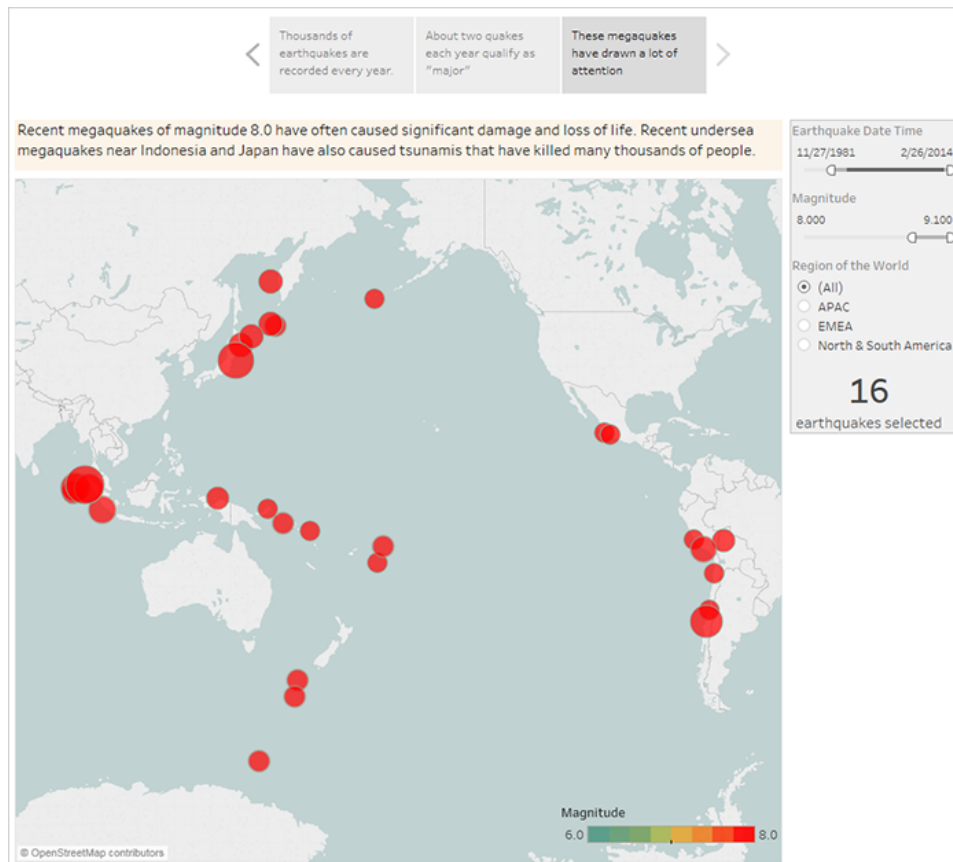 Thousands of
earthquakes are
recorded every year.
About two quakes
each year qualify as
"major"
These megaquakes
have drawn a lot of
attention
Recent megaquakes of magnitude 8.0 have often caused significant damage and loss of life. Recent undersea
megaquakes near Indonesia and Japan have also caused tsunamis that have killed many thousands of people.
Earthquake Date Time
11/27/1981 2/26/2014
Magnitude
8.000 9.100
Region of the World
(All)
APAC
EMEA
North & South America
16
earthquakes selected
Magnitude
6.0 8.0
© OpenStreetMap contributors